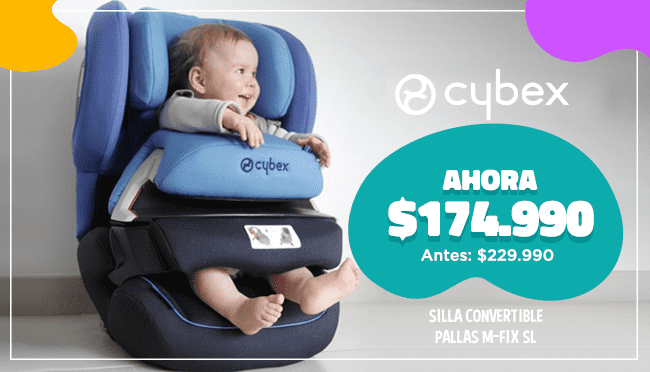 cybex
cybex
AHORA
$174.990
Antes: $229.990
SILLA CONVERTIBLE
PALLAS M-FIX SL